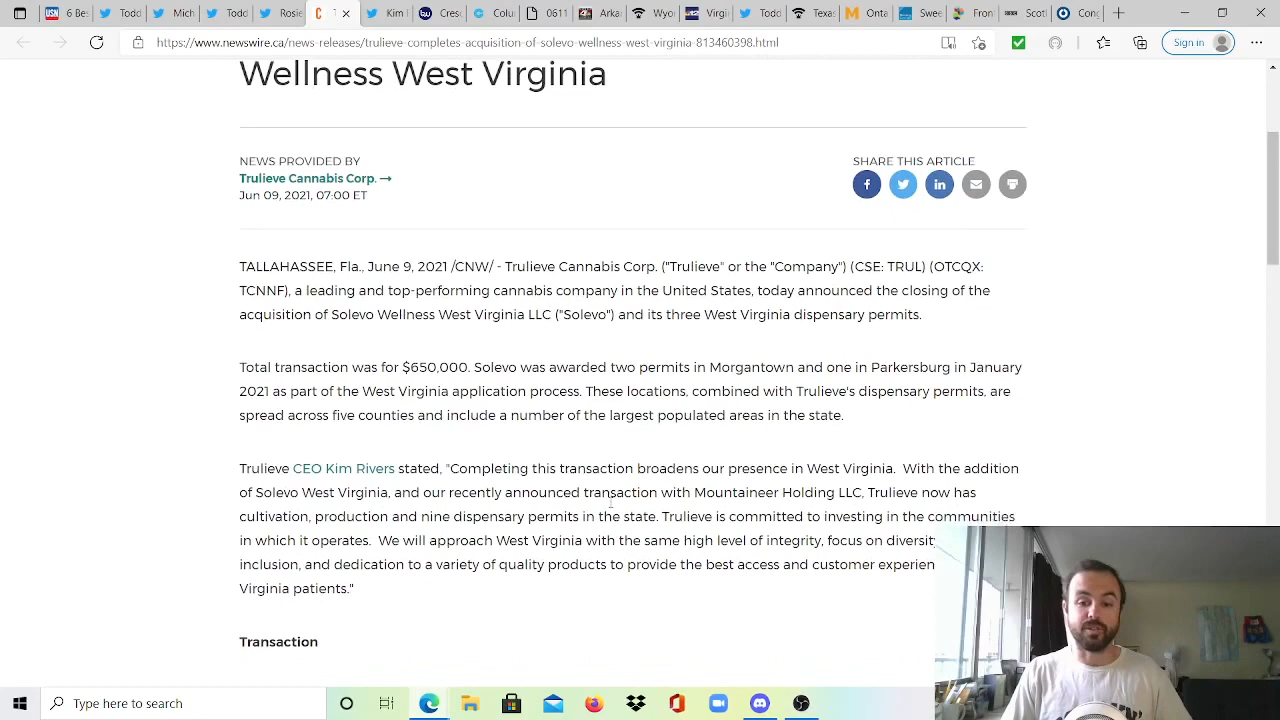 6 Be
Todd
Mich
Todd
Rosie
T
Kim
Cresc
Colu
0611
Arka
Wyo
Virgi
Todd
Texas
Onta
Swee
Fron
Scotl
Cong
https://www.newswire.ca/news_releases/trulieve-completes-acquisition-of-solevo-wellness-west-virginia-813460398.html
Sign in
Wellness West Virginia
NEWS PROVIDED BY
Trulieve Cannabis Corp. →
Jun 09, 2021, 07:00 ET
SHARE THIS ARTICLE
TALLAHASSEE, Fla., June 9, 2021 /CNW/ - Trulieve Cannabis Corp. ("Trulieve" or the "Company") (CSE: TRUL) (OTCQX:
TCNNF), a leading and top-performing cannabis company in the United States, today announced the closing of the
acquisition of Solevo Wellness West Virginia LLC ("Solevo") and its three West Virginia dispensary permits.
Total transaction was for $650,000. Solevo was awarded two permits in Morgantown and one in Parkersburg in January
2021 as part of the West Virginia application process. These locations, combined with Trulieve's dispensary permits, are
spread across five counties and include a number of the largest populated areas in the state.
Trulieve CEO Kim Rivers stated, "Completing this transaction broadens our presence in West Virginia. With the addition
of Solevo West Virginia, and our recently announced transaction with Mountaineer Holding LLC, Trulieve now has
cultivation, production and nine dispensary permits in the state. Trulieve is committed to investing in the communities
in which it operates. We will approach West Virginia with the same high level of integrity, focus on diversity
inclusion, and dedication to a variety of quality products to provide the best access and customer experien
Virginia patients."
Transaction
Type here to search